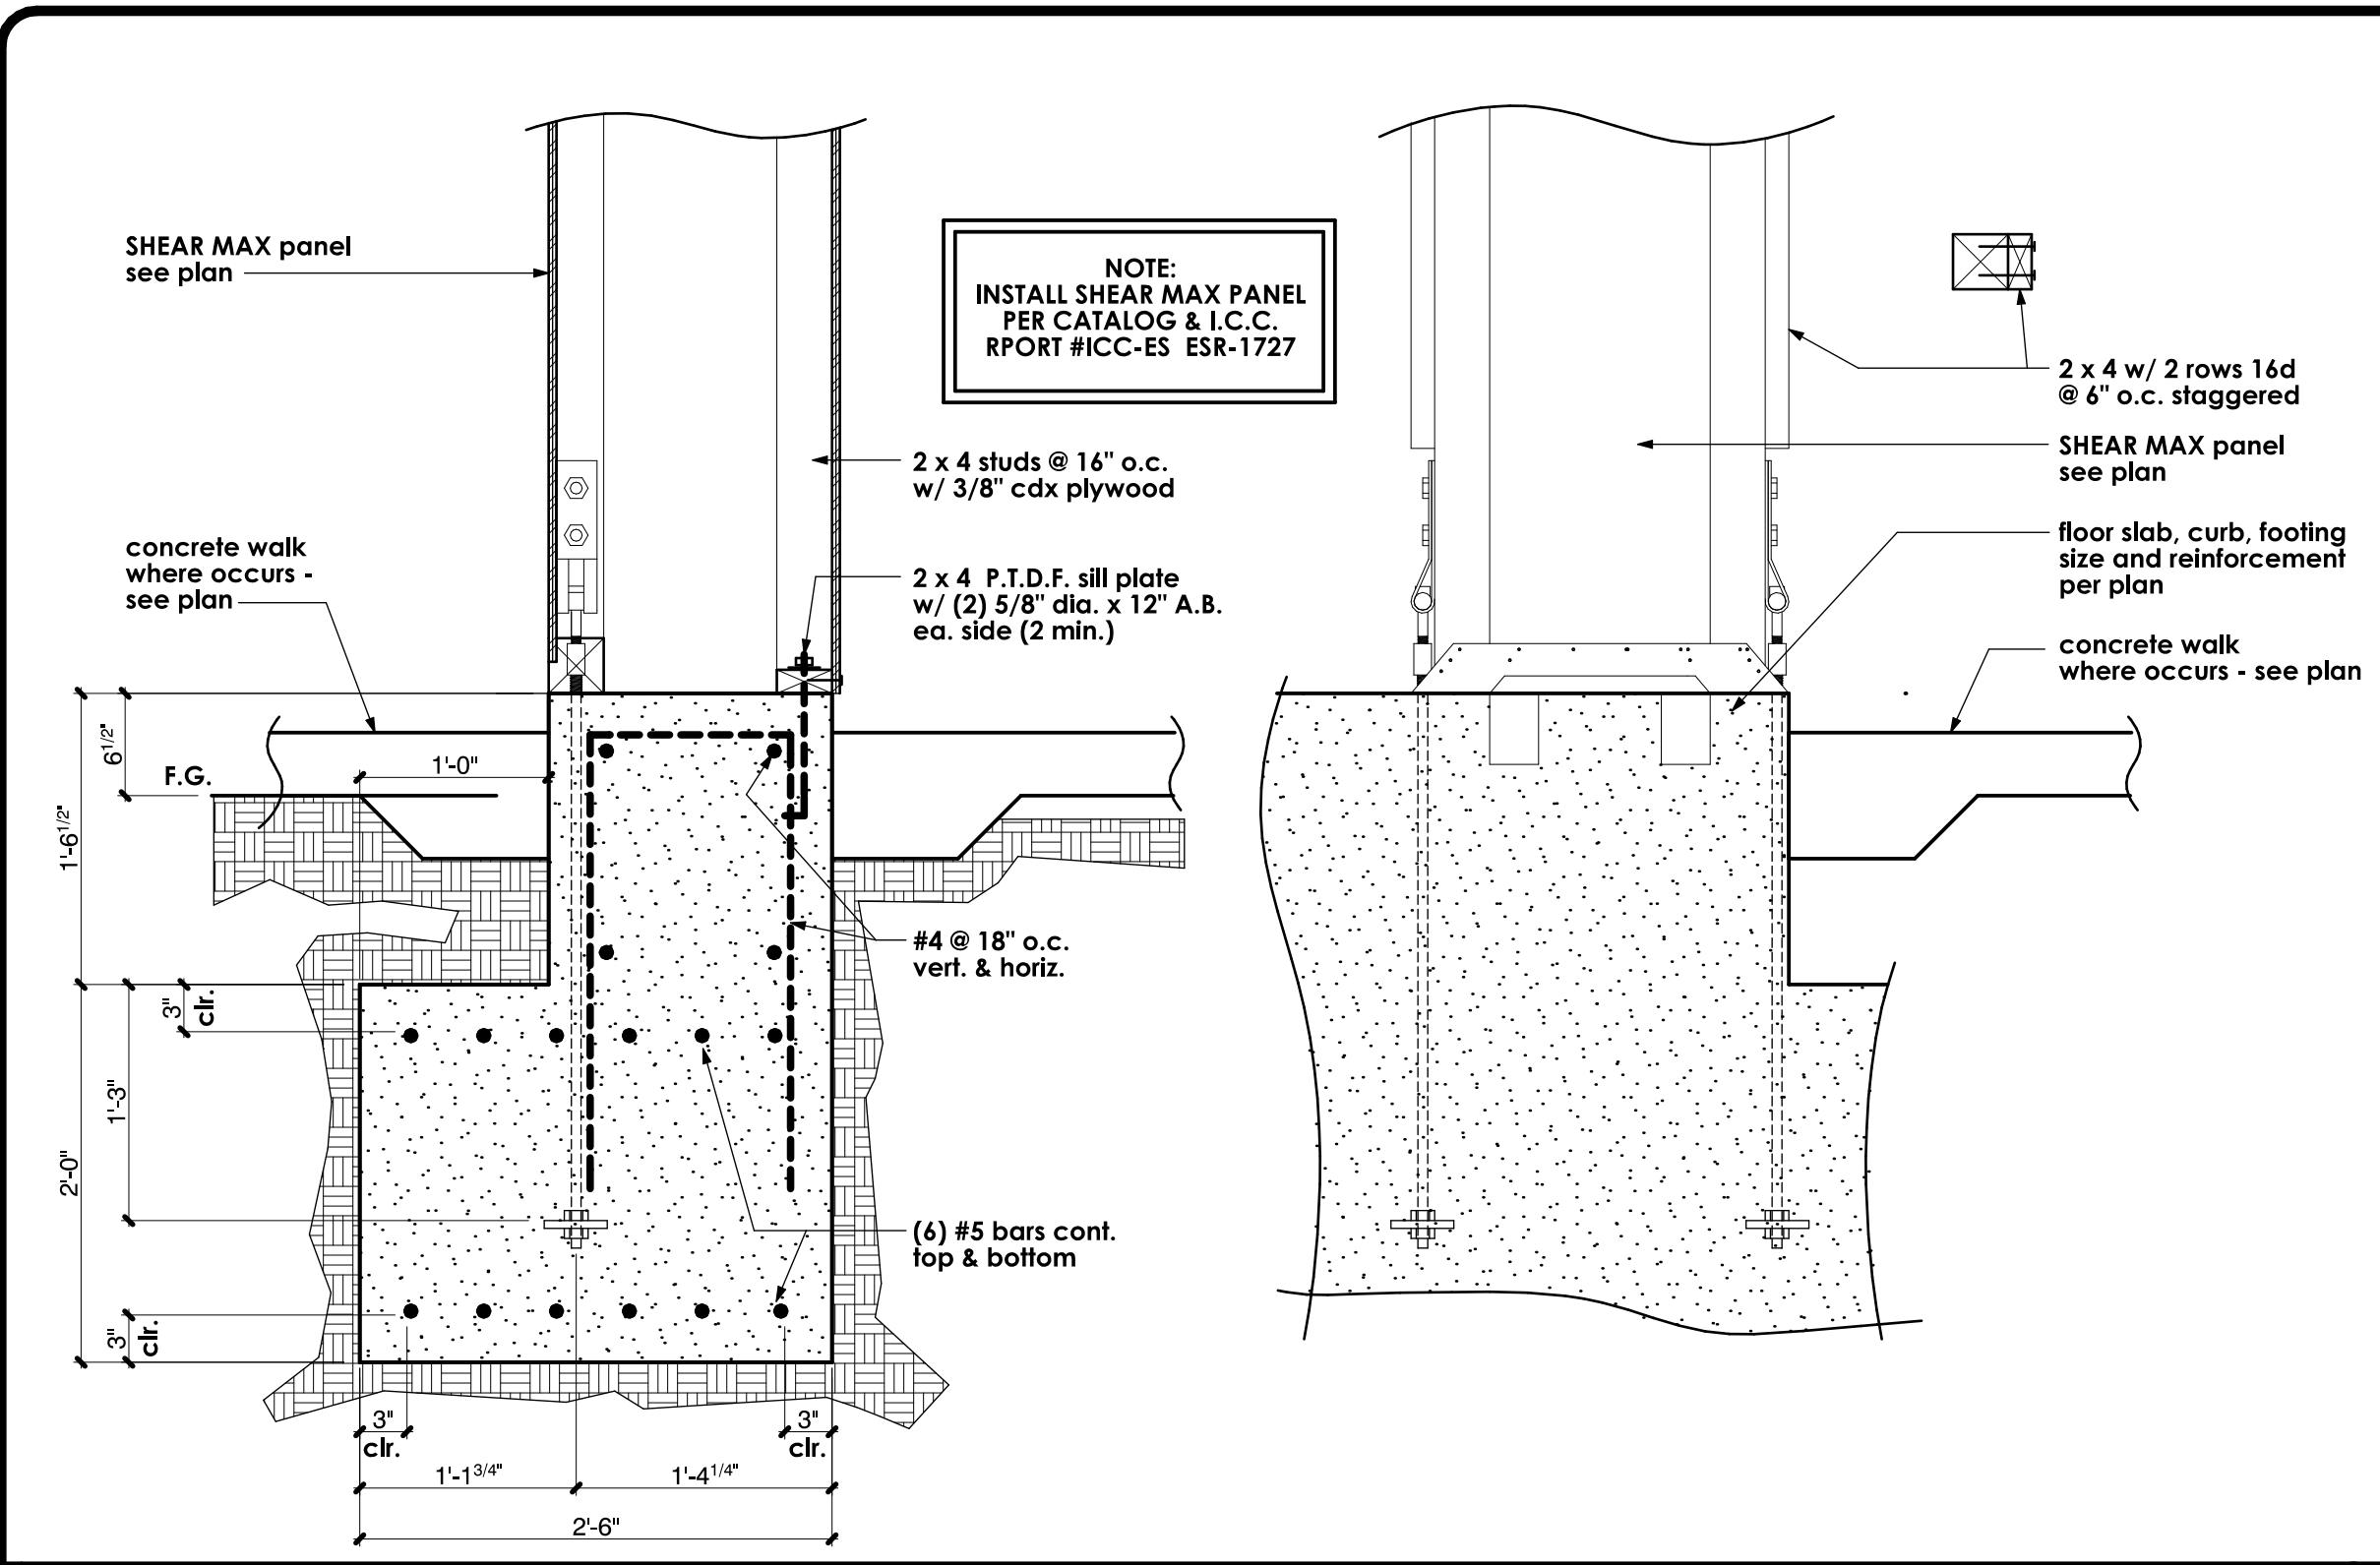 SHEAR MAX panel
see plan
NOTE:
INSTALL SHEAR MAX PANEL
PER CATALOG & I.C.C.
RPORT #ICC-ES ESR-1727
2 x 4 studs @ 16" o.c.
w/ 3/8" cdx plywood
concrete walk
where occurs -
see plan
2 x 4 P.T.D.F. sill plate
w/ (2) 5/8" dia. x 12" A.B.
ea. side (2 min.)
6 1/2"
F.G.
1'-0"
1'-6 1/2"
#4 @ 18" o.c.
vert. & horiz.
3"
clr.
1'-3"
2'-0"
(6) #5 bars cont.
top & bottom
3"
clr.
3"
clr.
3"
clr.
1'-1 3/4"
1'-4 1/4"
2'-6"
2 x 4 w/ 2 rows 16d
@ 6" o.c. staggered
SHEAR MAX panel
see plan
floor slab, curb, footing
size and reinforcement
per plan
concrete walk
where occurs - see plan